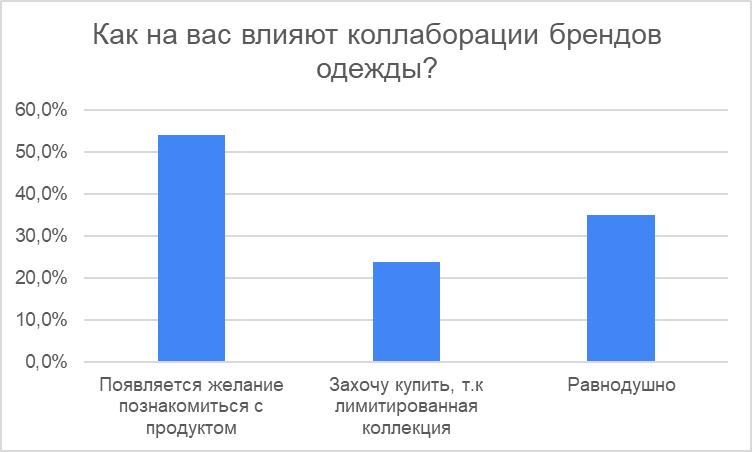 Как на вас влияют коллаборации брендов
одежды?
60,0%
50,0%
40,0%
30,0%
20,0%
10,0%
0,0%
Появляется желание
познакомиться с
продуктом
Захочу купить, т.к
лимитированная
коллекция
Равнодушно